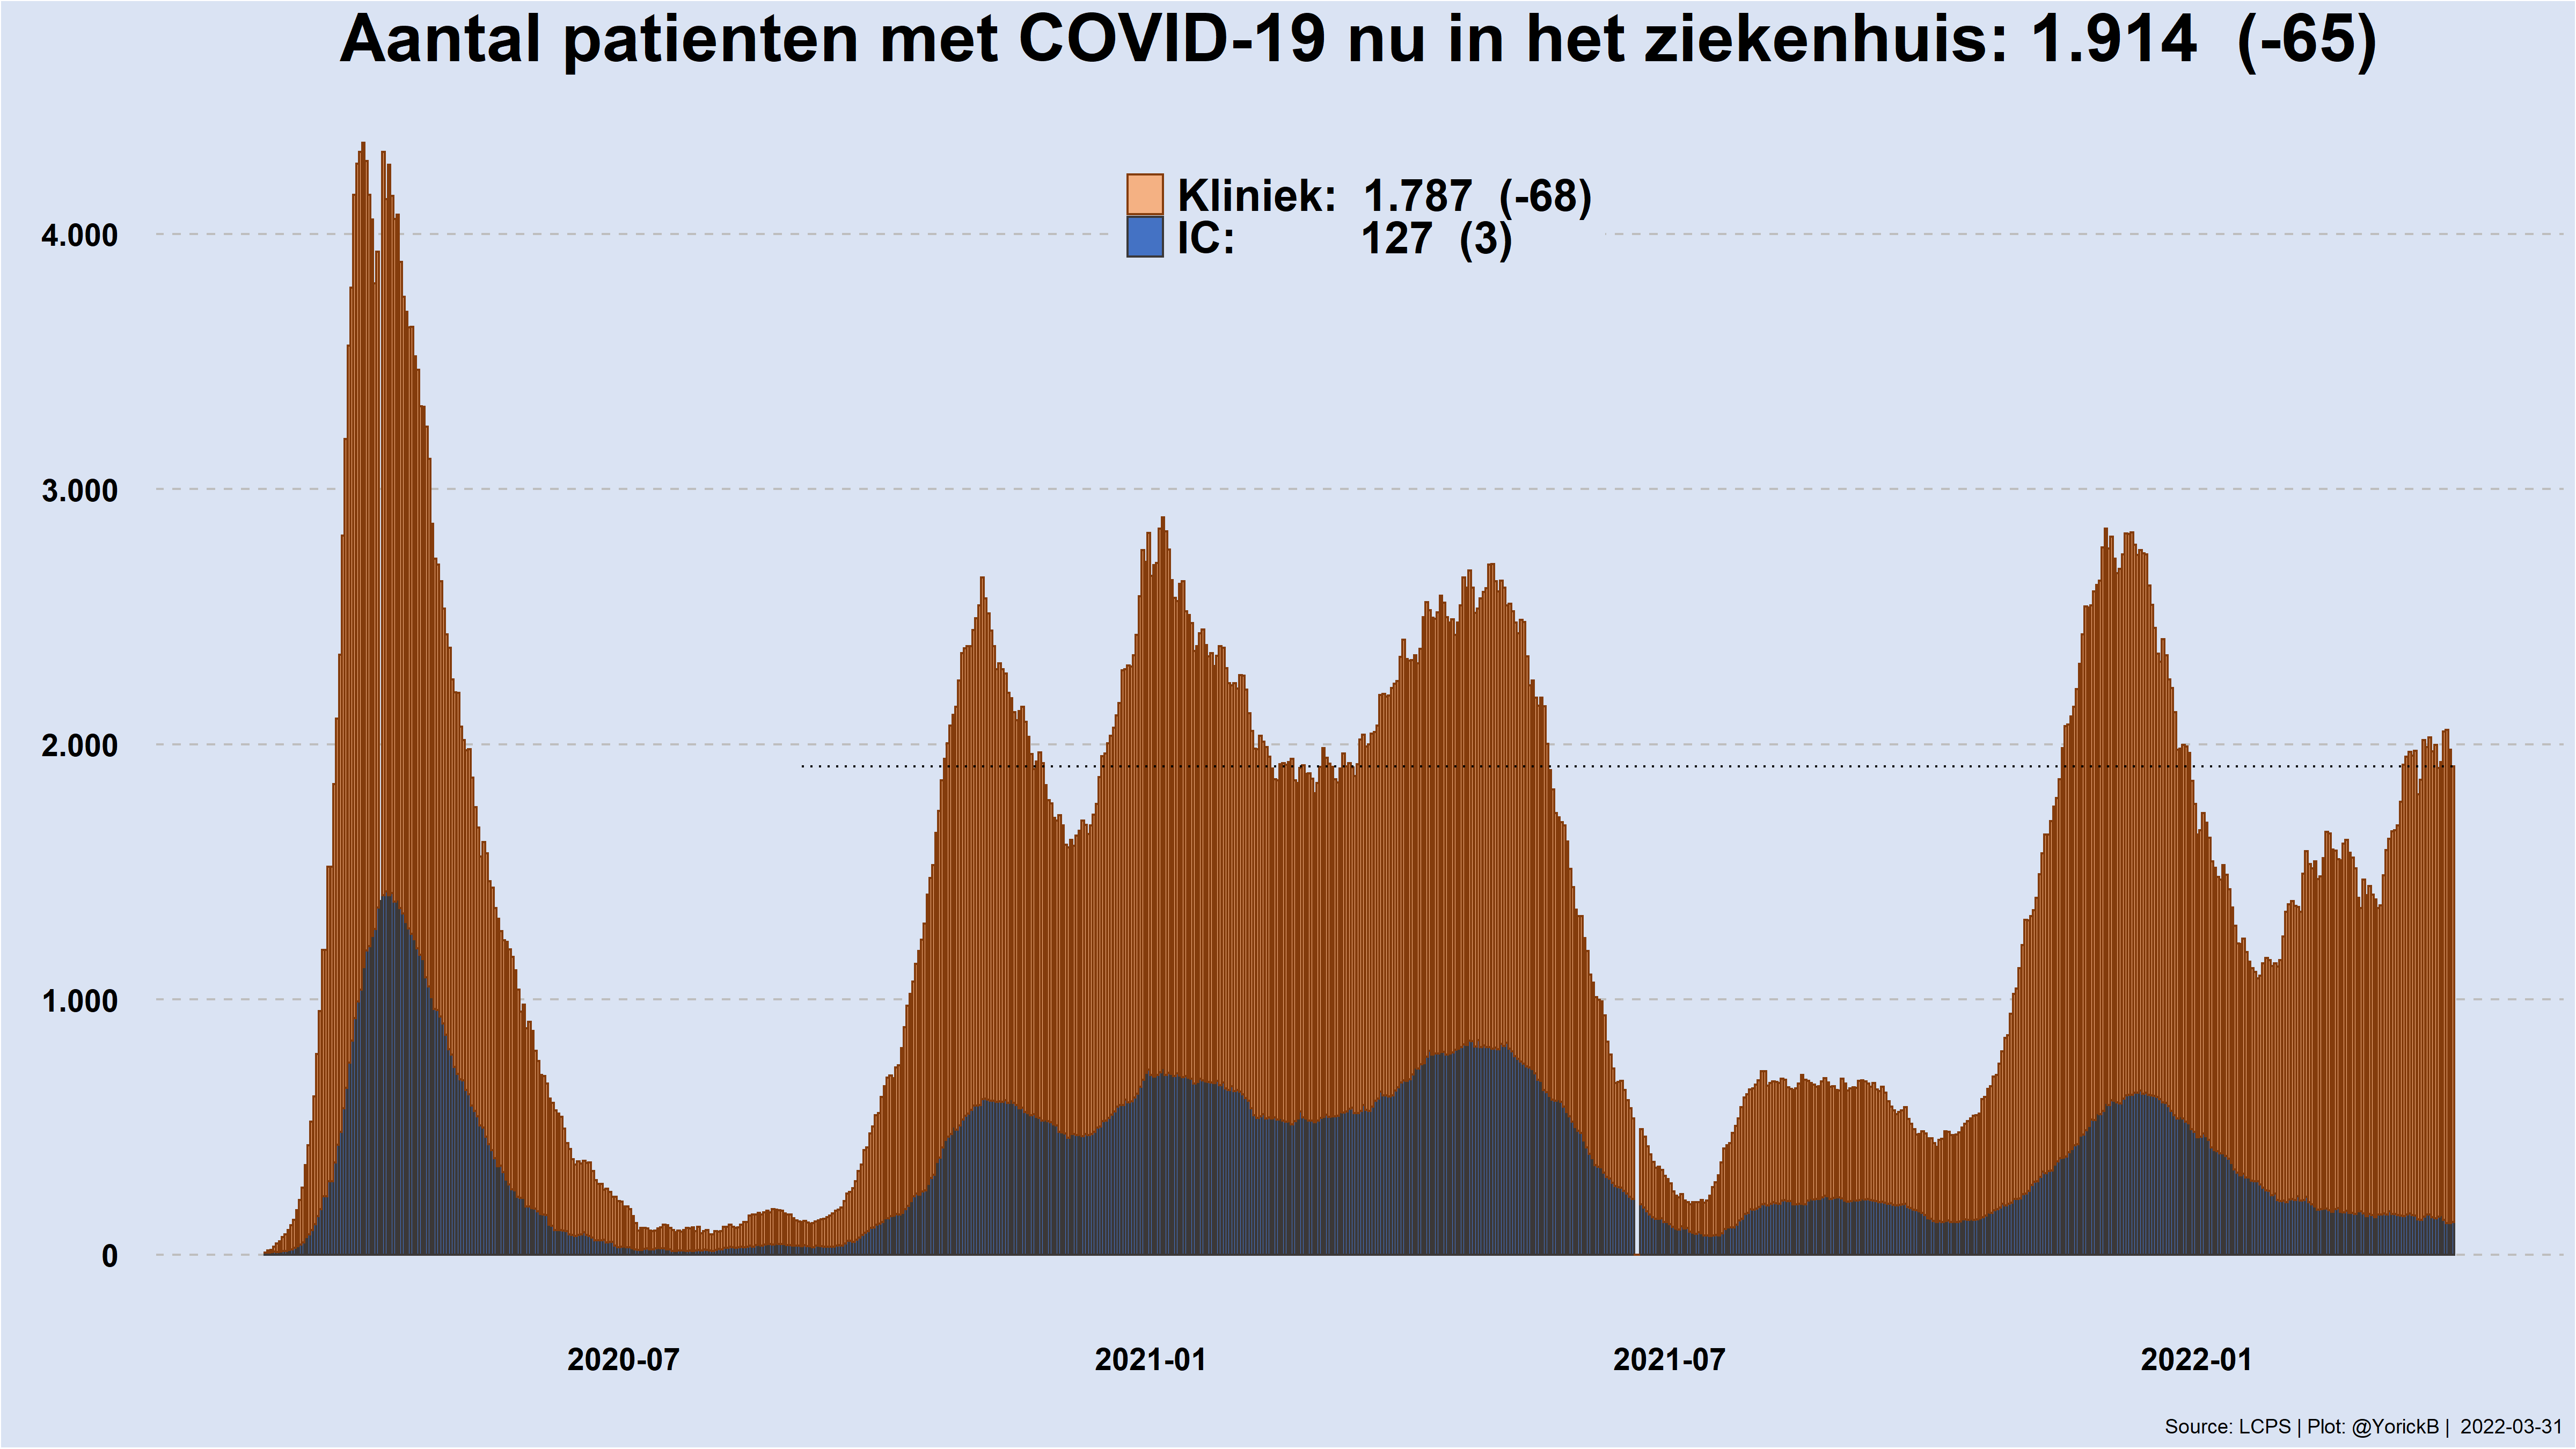 Aantal patienten met COVID-19 nu in het ziekenhuis: 1.914 (-65)
Kliniek: 1.787 (-68)
IC: 127 (3)
4.000
3.000
2.000
1.000
0
2020-07 2021-01 2021-07 2022-01
Source: LCPS | Plot: @YorickB | 2022-03-31